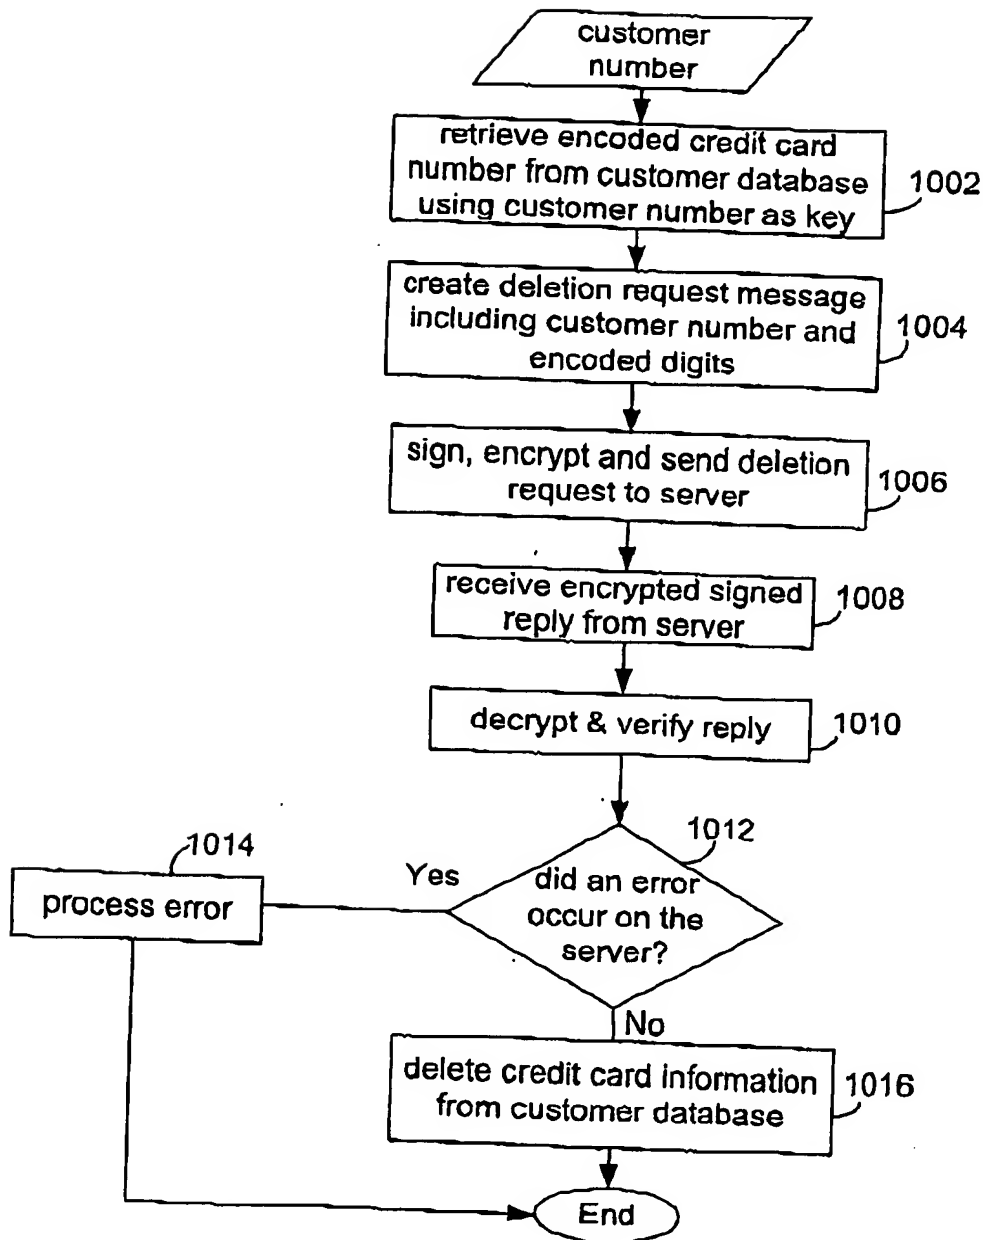 customer
number
retrieve encoded credit card
number from customer database
using customer number as key
1002
create deletion request message
including customer number and
encoded digits
1004
sign, encrypt and send deletion
request to server
1006
receive encrypted signed
reply from server
1008
decrypt & verify reply
1010
1012
did an error
occur on the
server?
Yes
1014
process error
No
delete credit card information
from customer database
1016
End